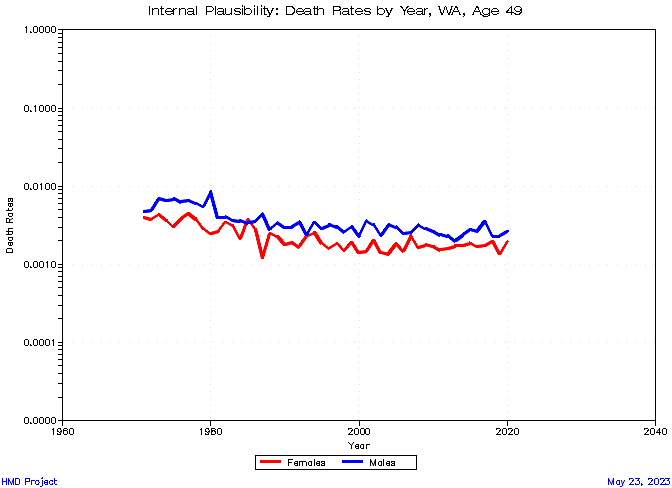 Internal Plausibility: Death Rates by Year, WA, Age 49
1.0000
0.1000
0.0100
0.0010
0.0001
0.0000
Death Rates
1960
1980
2000
2020
2040
Year
Females
Males
HMD Project
May 23, 2023